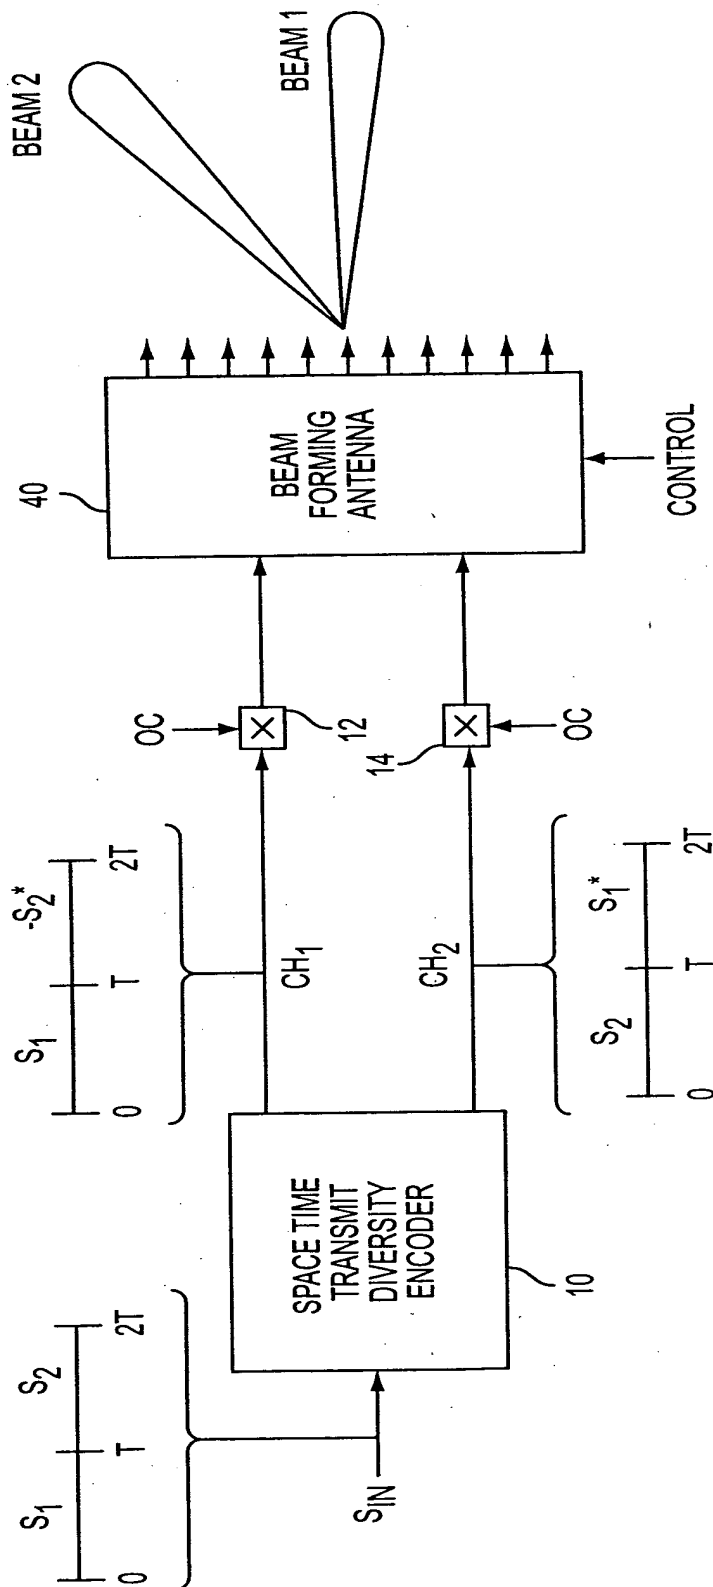 S1 S2
0 T 2T
SIN
SPACE TIME
TRANSMIT
DIVERSITY
ENCODER
10
S1 -S2*
0 T 2T
CH1
CH2
S2 S1*
0 T 2T
OC
12
14
OC
40
BEAM
FORMING
ANTENNA
CONTROL
BEAM 2
BEAM 1